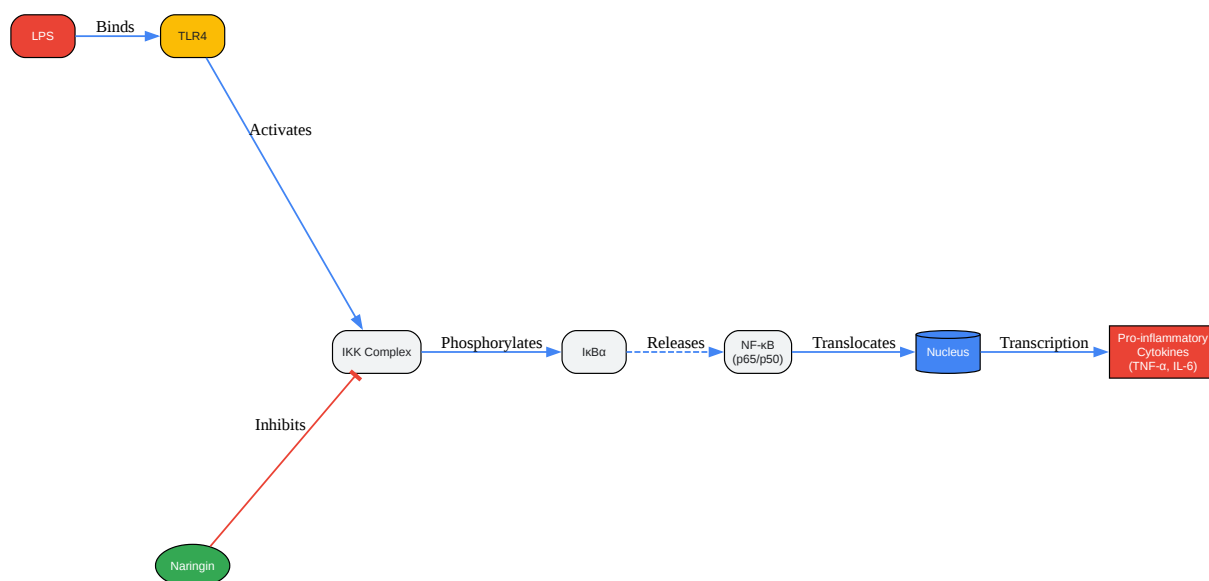 LPS
Binds
TLR4
Activates
IKK Complex
Phosphorylates
IκBα
Releases
NF-κB
(p65/p50)
Translocates
Nucleus
Transcription
Pro-inflammatory
Cytokines
(TNF-α, IL-6)
Inhibits
Naringin